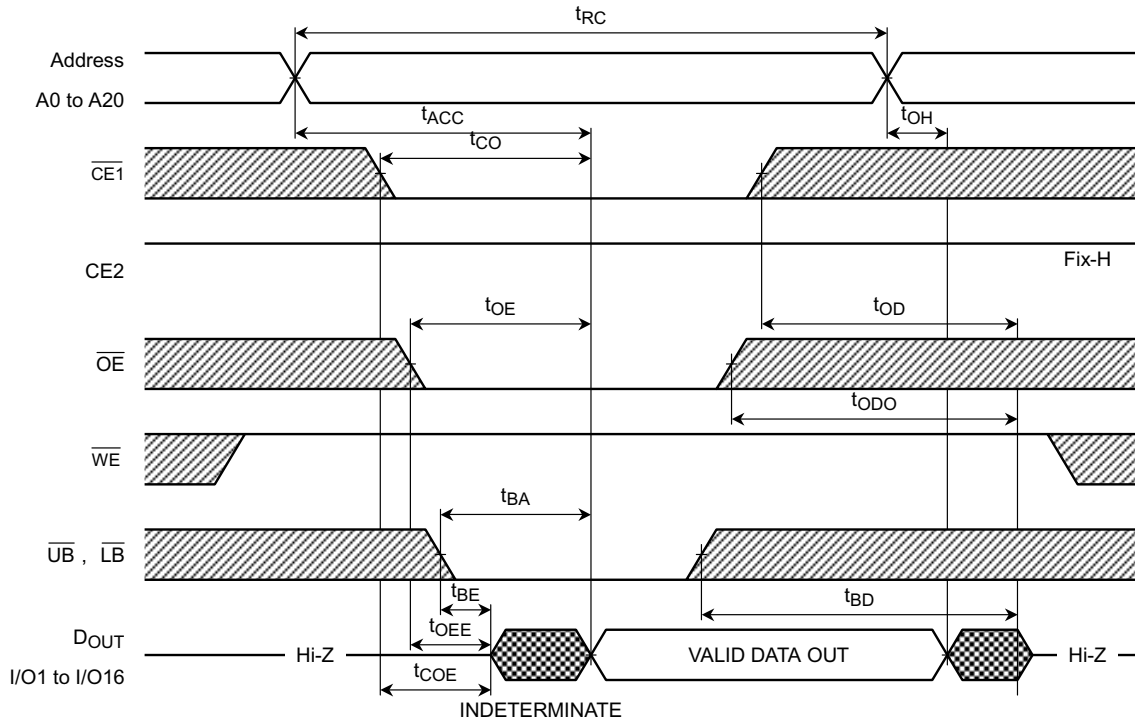 tRC
Address
A0 to A20
tACC
tOH
tCO
CE1
CE2
Fix-H
tOE
tOD
OE
tODO
WE
tBA
UB , LB
tBE
tBD
DOUT
tOEE
Hi-Z
VALID DATA OUT
Hi-Z
I/O1 to I/O16
tCOE
INDETERMINATE